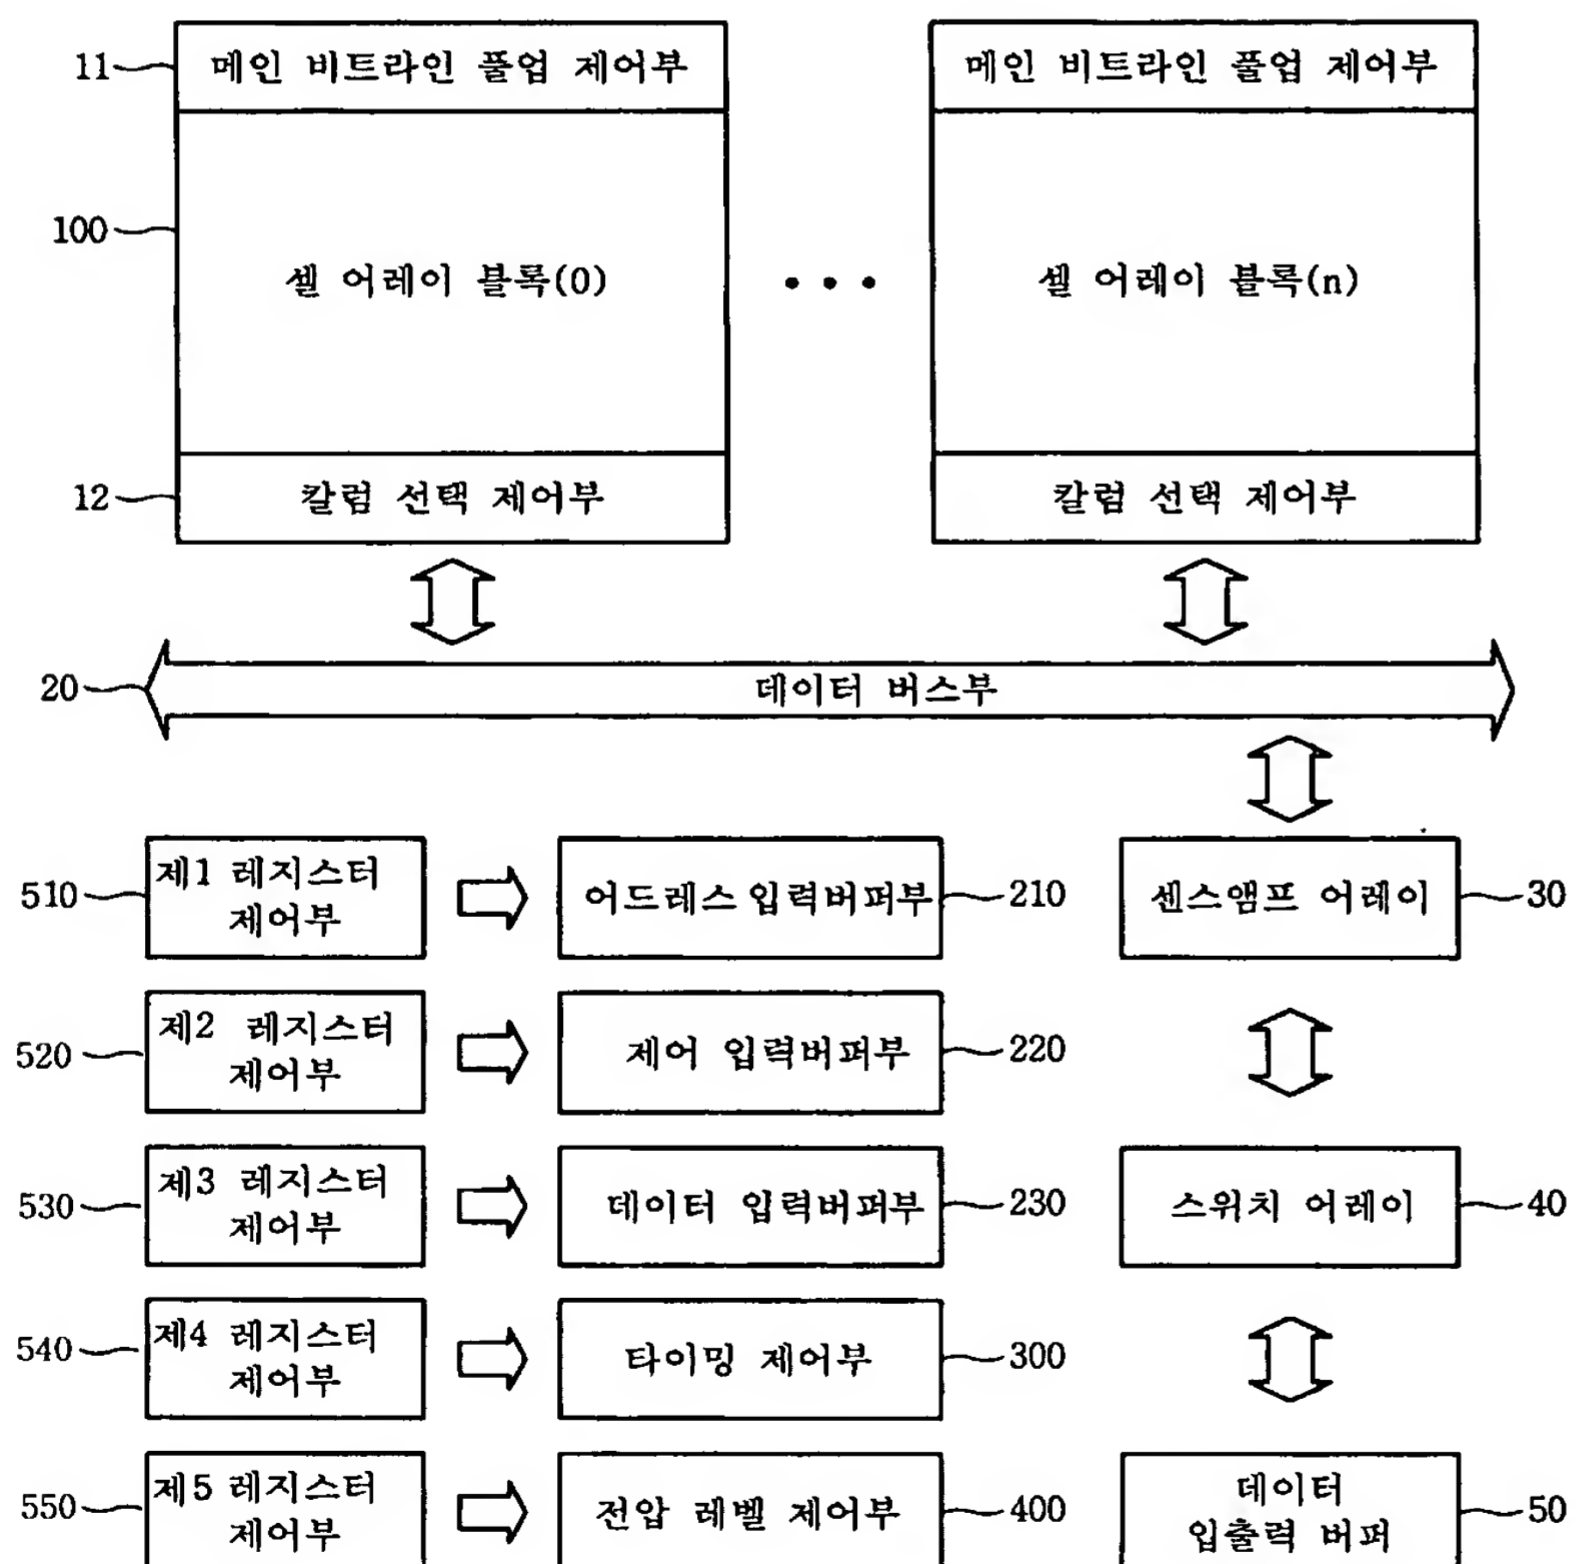 11
메인 비트라인 풀업 제어부
메인 비트라인 풀업 제어부
100
셀 어레이 블록(0)
셀 어레이 블록(n)
12
칼럼 선택 제어부
칼럼 선택 제어부
20
데이터 버스부
510
제1 레지스터
제어부
어드레스 입력버퍼부
210
센스앰프 어레이
30
520
제2 레지스터
제어부
제어 입력버퍼부
220
530
제3 레지스터
제어부
데이터 입력버퍼부
230
스위치 어레이
40
540
제4 레지스터
제어부
타이밍 제어부
300
550
제5 레지스터
제어부
전압 레벨 제어부
400
데이터
입출력 버퍼
50